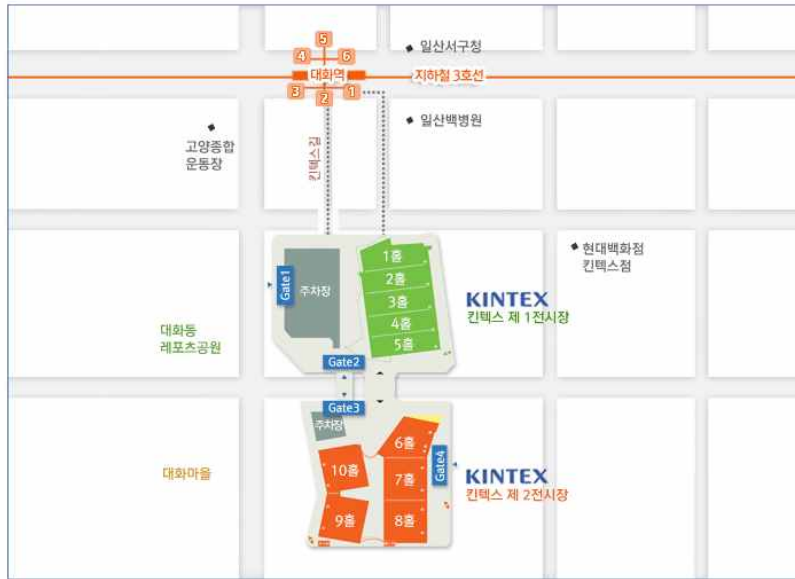 5
4
6
일산서구청
대화역
지하철 3호선
3
2
1
일산백병원
고양종합
운동장
킨텍스길
현대백화점
킨텍스점
1홀
2홀
3홀
4홀
5홀
Gate1
주차장
KINTEX
킨텍스 제 1전시장
대화동
레포츠공원
Gate2
Gate3
주차장
6홀
7홀
8홀
10홀
9홀
Gate4
대화마을
KINTEX
킨텍스 제 2전시장